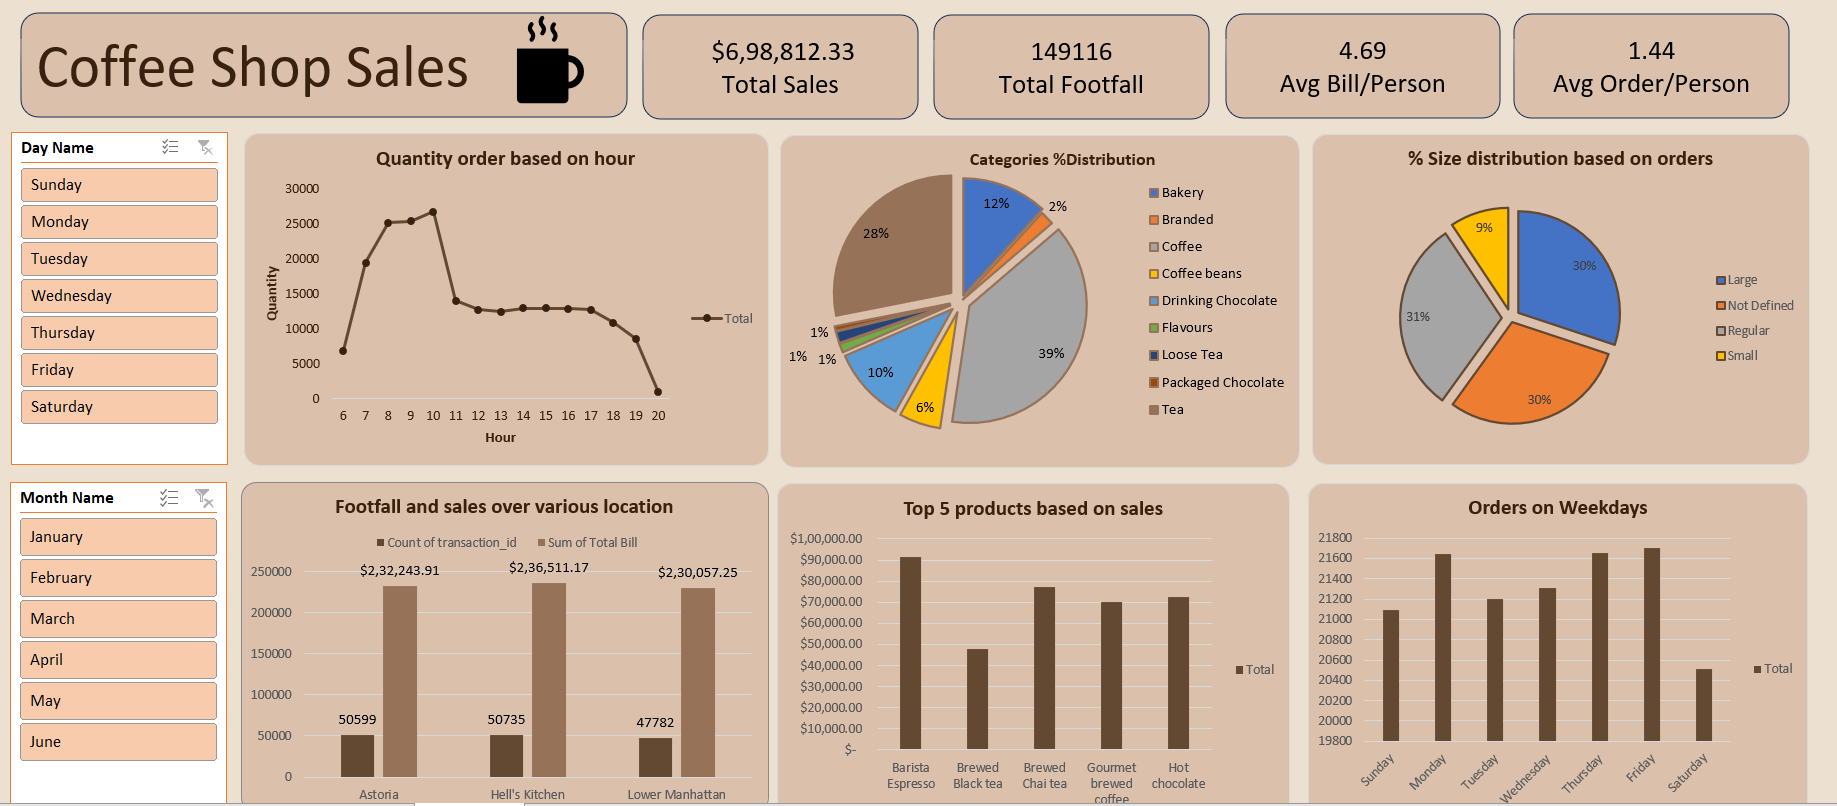 Coffee Shop Sales
$6,98,812.33
Total Sales
149116
Total Footfall
4.69
Avg Bill/Person
1.44
Avg Order/Person
Day Name
Sunday
Monday
Tuesday
Wednesday
Thursday
Friday
Saturday
Quantity order based on hour
Quantity
30000
25000
20000
15000
10000
5000
0
6 7 8 9 10 11 12 13 14 15 16 17 18 19 20
Hour
Total
Categories %Distribution
12%
2%
28%
39%
1%
1% 1%
10%
6%
Bakery
Branded
Coffee
Coffee beans
Drinking Chocolate
Flavours
Loose Tea
Packaged Chocolate
Tea
% Size distribution based on orders
9%
30%
31%
30%
Large
Not Defined
Regular
Small
Month Name
January
February
March
April
May
June
Footfall and sales over various location
Count of transaction_id Sum of Total Bill
250000
200000
150000
100000
50000
0
$2,32,243.91
$2,36,511.17
$2,30,057.25
50599
50735
47782
Astoria Hell's Kitchen Lower Manhattan
Top 5 products based on sales
$1,00,000.00
$90,000.00
$80,000.00
$70,000.00
$60,000.00
$50,000.00
$40,000.00
$30,000.00
$20,000.00
$10,000.00
$-
Barista
Espresso
Brewed
Black tea
Brewed
Chai tea
Gourmet
brewed
coffee
Hot
chocolate
Total
Orders on Weekdays
21800
21600
21400
21200
21000
20800
20600
20400
20200
20000
19800
Sunday
Monday
Tuesday
Wednesday
Thursday
Friday
Saturday
Total